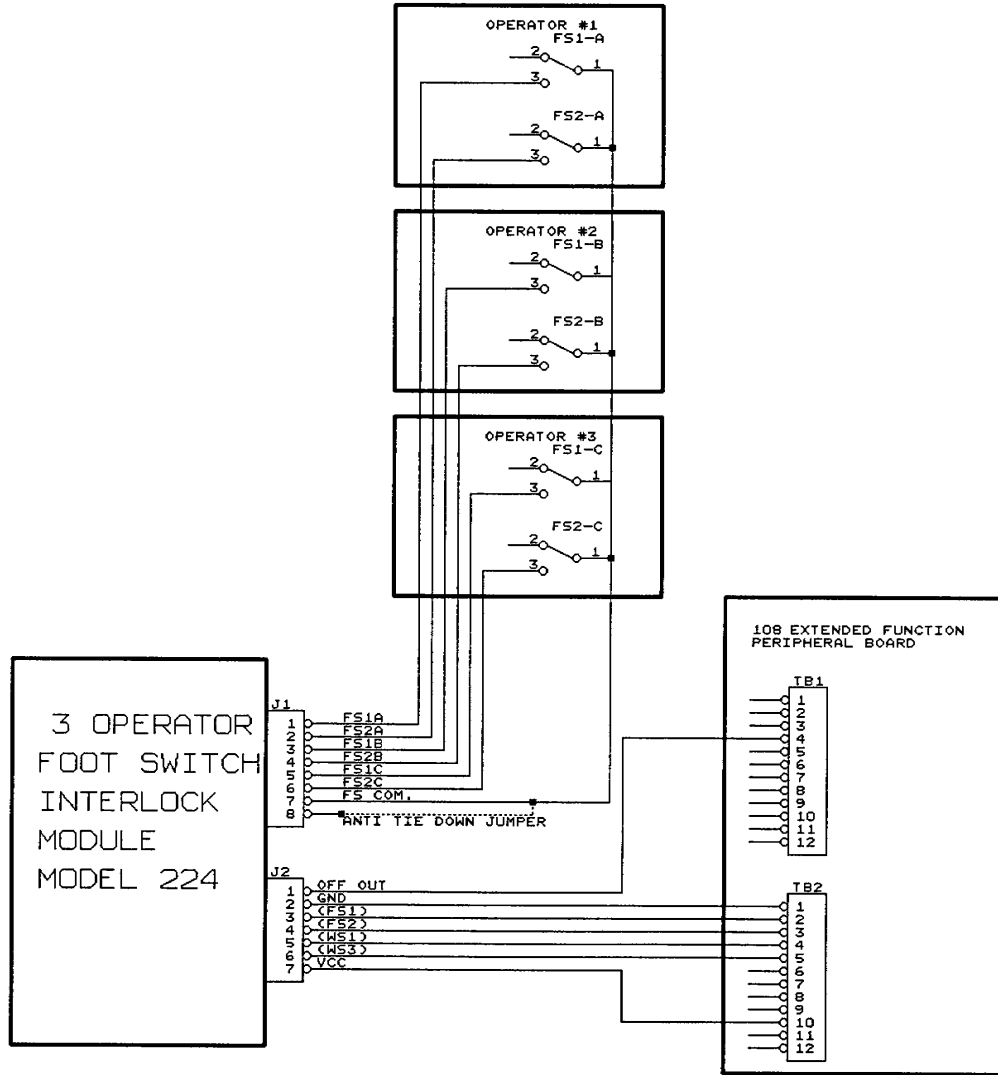 OPERATOR #1
FS1-A
2
1
3
FS2-A
2
1
3
OPERATOR #2
FS1-B
2
1
3
FS2-B
2
1
3
OPERATOR #3
FS1-C
2
1
3
FS2-C
2
1
3
108 EXTENDED FUNCTION
PERIPHERAL BOARD
TB1
1
2
3
4
5
6
7
8
9
10
11
12
3 OPERATOR
FOOT SWITCH
INTERLOCK
MODULE
MODEL 224
J1
1 FS1A
2 FS2A
3 FS1B
4 FS2B
5 FS1C
6 FS2C
7 FS COM.
8
ANTI TIE DOWN JUMPER
J2
1 OFF OUT
2 GND
3 (FS1)
4 (FS2)
5 (WS1)
6 (WS3)
7 VCC
TB2
1
2
3
4
5
6
7
8
9
10
11
12